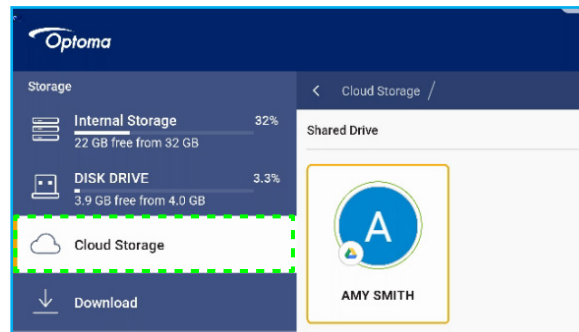 Optoma
Storage
Internal Storage 32%
22 GB free from 32 GB
DISK DRIVE 3.3%
3.9 GB free from 4.0 GB
Cloud Storage
Download
< Cloud Storage /
Shared Drive
A
AMY SMITH